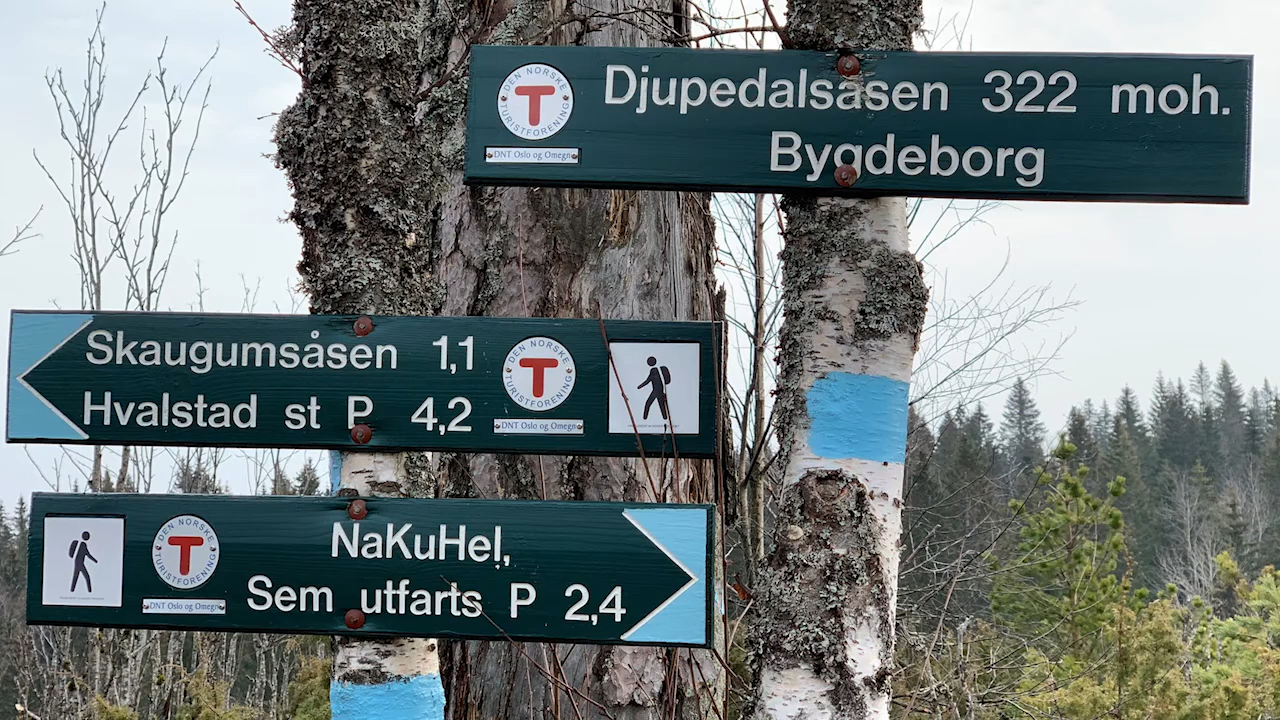 Djupedalsåsen 322 moh.
Bygdeborg
DEN NORSKE
T
TURISTFORENING
DNT Oslo og Omegn
Skaugumsåsen 1,1
Hvalstad st P 4,2
DEN NORSKE
T
TURISTFORENING
DNT Oslo og Omegn
NaKuHel,
Sem utfarts P 2,4
DEN NORSKE
T
TURISTFORENING
DNT Oslo og Omegn